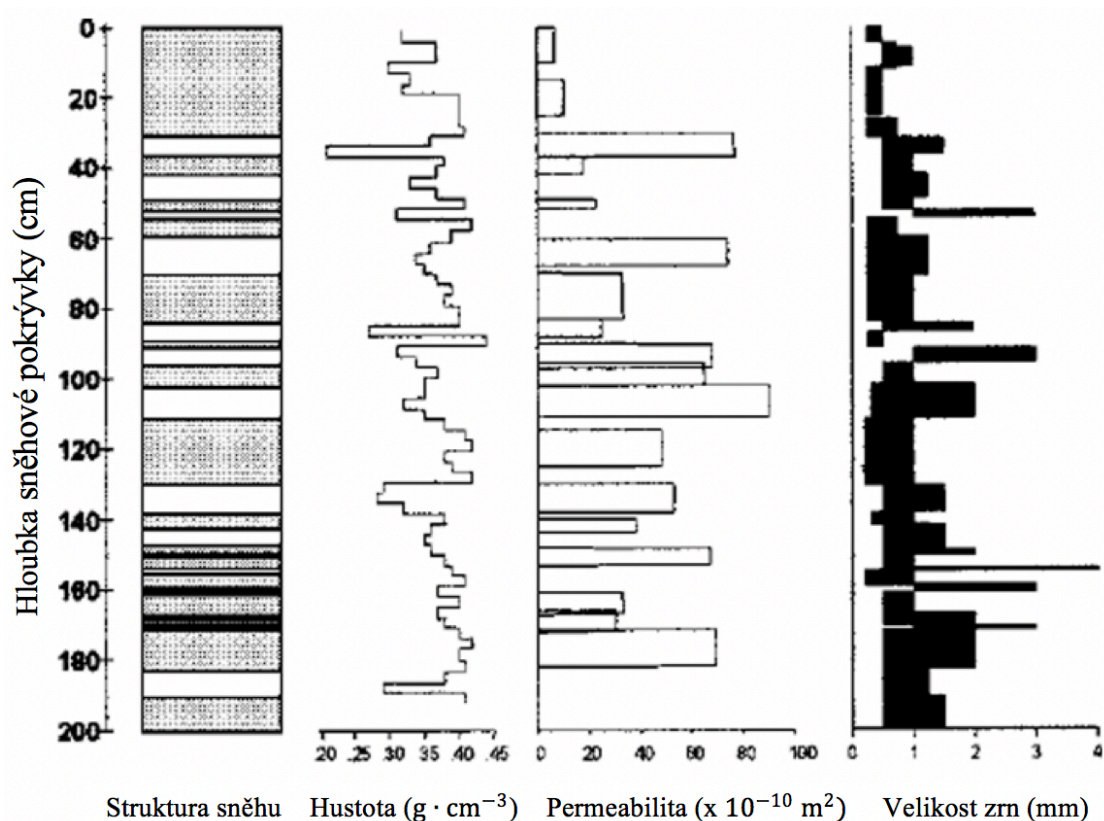 Hloubka sněhové pokrývky (cm)
0
20
40
60
80
100
120
140
160
180
200
.20 .30 .35 .40 .45
0 20 40 60 80 100
0 1 2 3 4
Struktura sněhu Hustota (g · cm⁻³) Permeabilita (x 10⁻¹⁰ m²) Velikost zrn (mm)